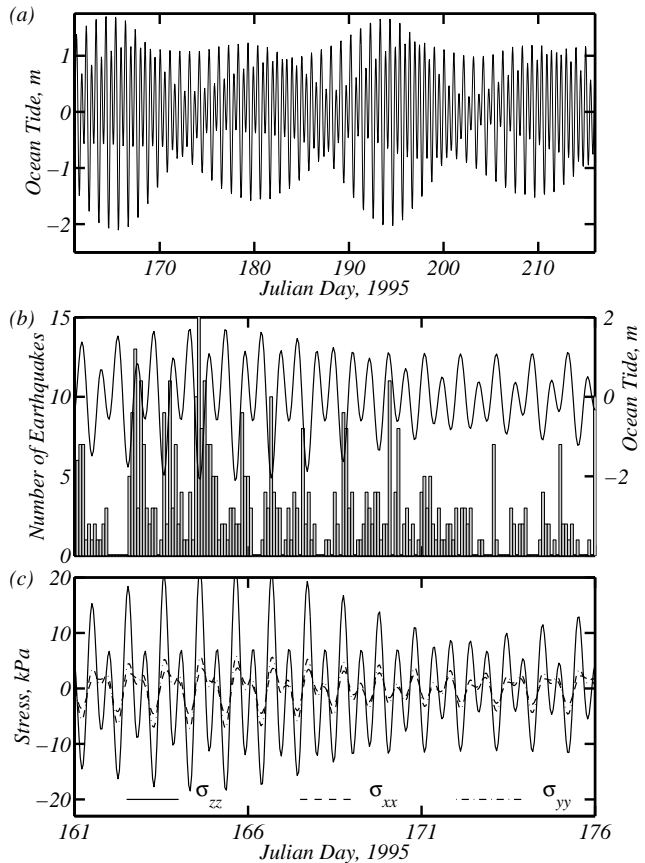 (a)
Ocean Tide, m
1
0
−1
−2
170 180 190 200 210
Julian Day, 1995
(b)
Number of Earthquakes
15
10
5
0
Ocean Tide, m
2
0
−2
(c)
Stress, kPa
20
10
0
−10
−20
σzz σxx σyy
161 166 171 176
Julian Day, 1995